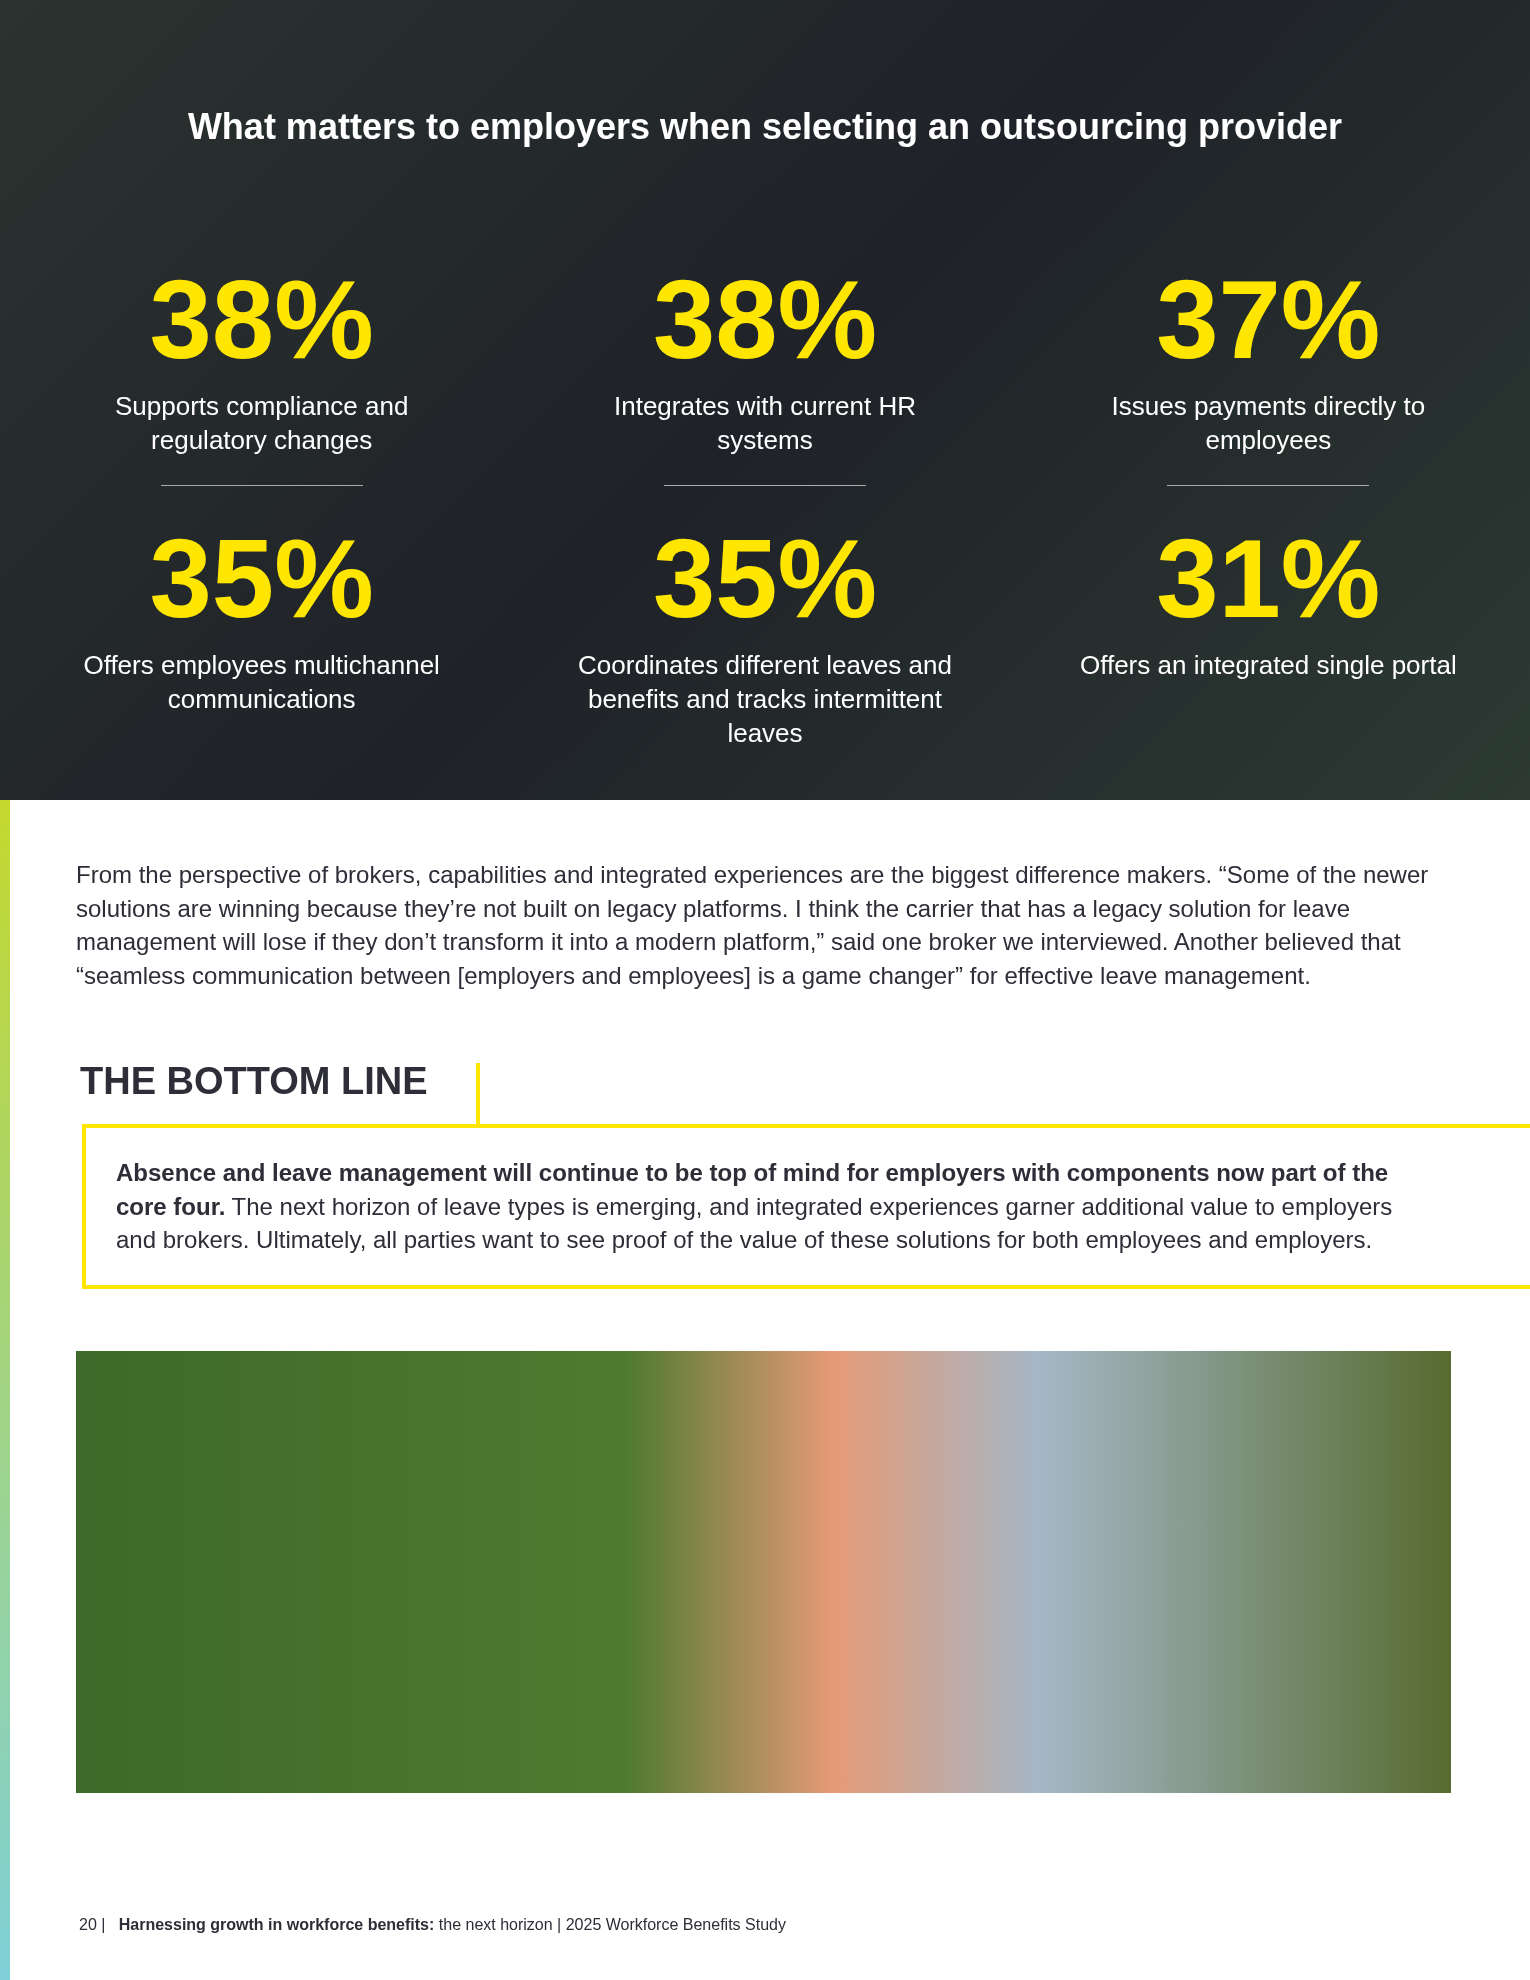 What matters to employers when selecting an outsourcing provider
38%
Supports compliance and
regulatory changes
38%
Integrates with current HR
systems
37%
Issues payments directly to
employees
35%
Offers employees multichannel
communications
35%
Coordinates different leaves and
benefits and tracks intermittent
leaves
31%
Offers an integrated single portal
From the perspective of brokers, capabilities and integrated experiences are the biggest difference makers. “Some of the newer
solutions are winning because they’re not built on legacy platforms. I think the carrier that has a legacy solution for leave
management will lose if they don’t transform it into a modern platform,” said one broker we interviewed. Another believed that
“seamless communication between [employers and employees] is a game changer” for effective leave management.
THE BOTTOM LINE
Absence and leave management will continue to be top of mind for employers with components now part of the
core four. The next horizon of leave types is emerging, and integrated experiences garner additional value to employers
and brokers. Ultimately, all parties want to see proof of the value of these solutions for both employees and employers.
20 | Harnessing growth in workforce benefits: the next horizon | 2025 Workforce Benefits Study